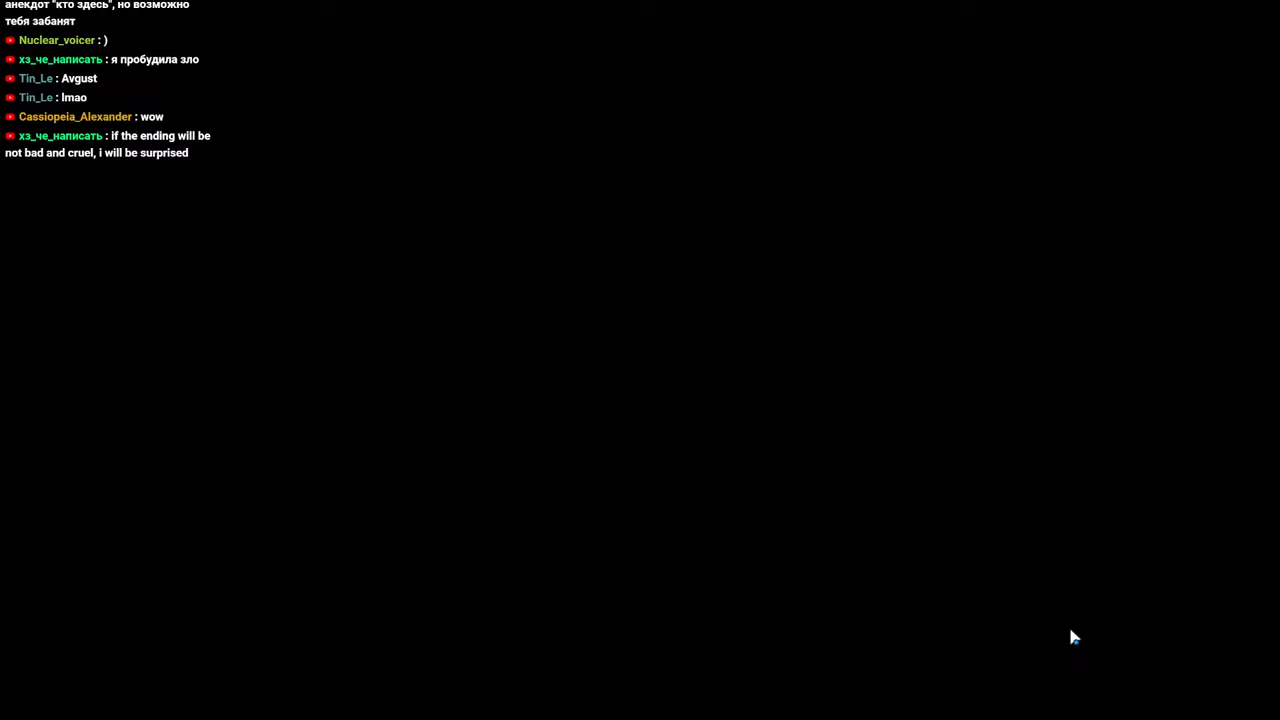 анекдот "кто здесь", но возможно
тебя забанят
Nuclear_voicer : )
хз_че_написать : я пробудила зло
Tin_Le : Avgust
Tin_Le : lmao
Cassiopeia_Alexander : wow
хз_че_написать : if the ending will be
not bad and cruel, i will be surprised